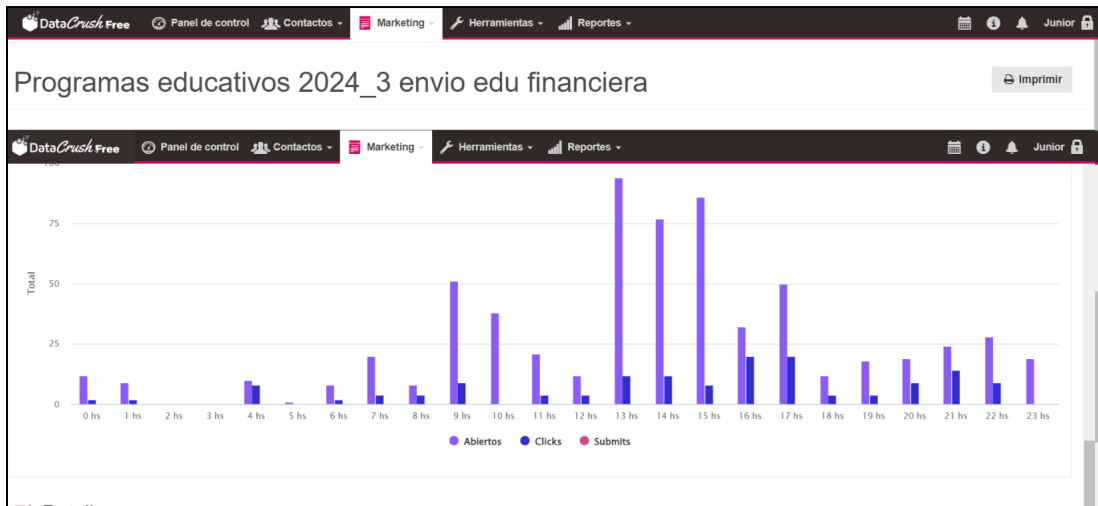 DataCrush Free Panel de control Contactos Marketing Herramientas Reportes Junior
Programas educativos 2024_3 envio edu financiera Imprimir
DataCrush Free Panel de control Contactos Marketing Herramientas Reportes Junior
75
50
25
0
Total
0 hs 1 hs 2 hs 3 hs 4 hs 5 hs 6 hs 7 hs 8 hs 9 hs 10 hs 11 hs 12 hs 13 hs 14 hs 15 hs 16 hs 17 hs 18 hs 19 hs 20 hs 21 hs 22 hs 23 hs
Abiertos Clicks Submits